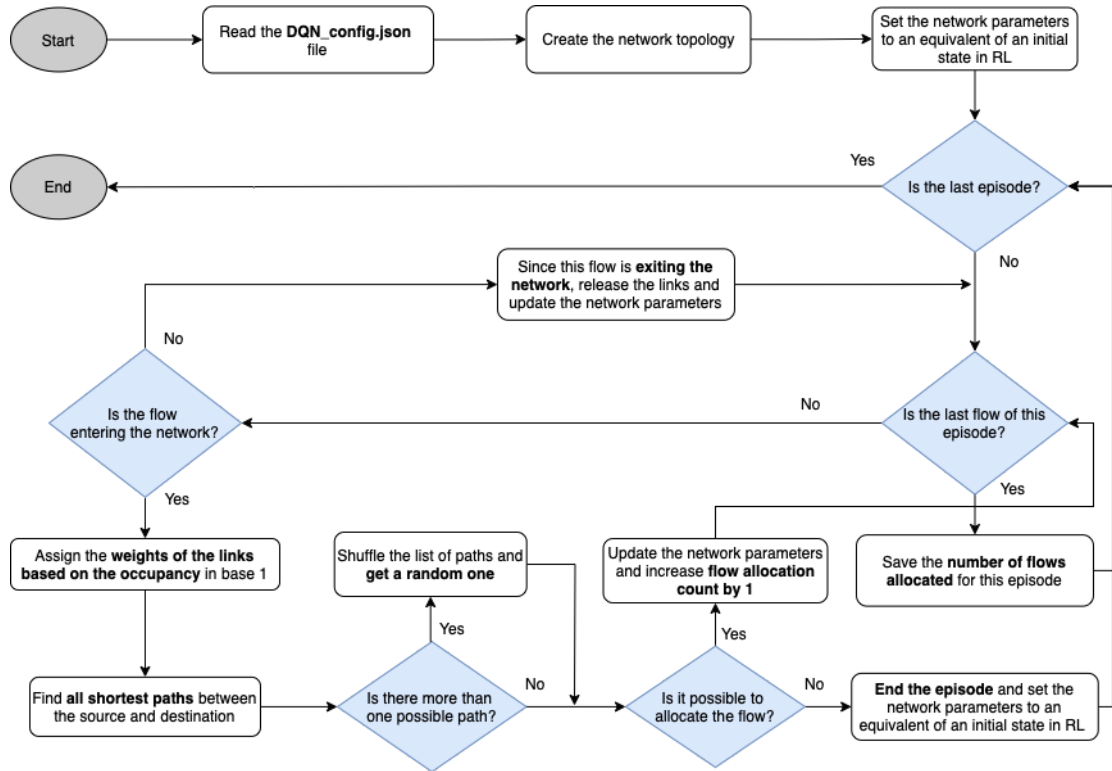 Start
Read the DQN_config.json
file
Create the network topology
Set the network parameters
to an equivalent of an initial
state in RL
Yes
End
Is the last episode?
No
Since this flow is exiting the
network, release the links and
update the network parameters
No
Is the flow
entering the network?
No
Is the last flow of this
episode?
Yes
Yes
Assign the weights of the links
based on the occupancy in base 1
Shuffle the list of paths and
get a random one
Update the network parameters
and increase flow allocation
count by 1
Save the number of flows
allocated for this episode
Yes
Yes
Find all shortest paths between
the source and destination
Is there more than
one possible path?
No
Is it possible to
allocate the flow?
No
End the episode and set the
network parameters to an
equivalent of an initial state in RL